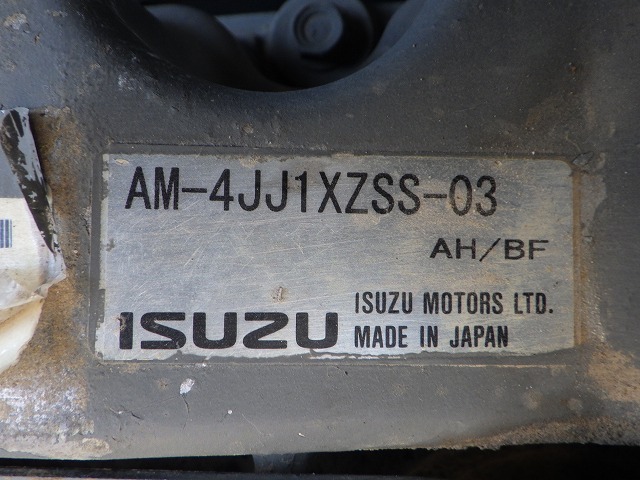 AM-4JJ1XZSS-03
AH/BF
ISUZU
ISUZU MOTORS LTD.
MADE IN JAPAN